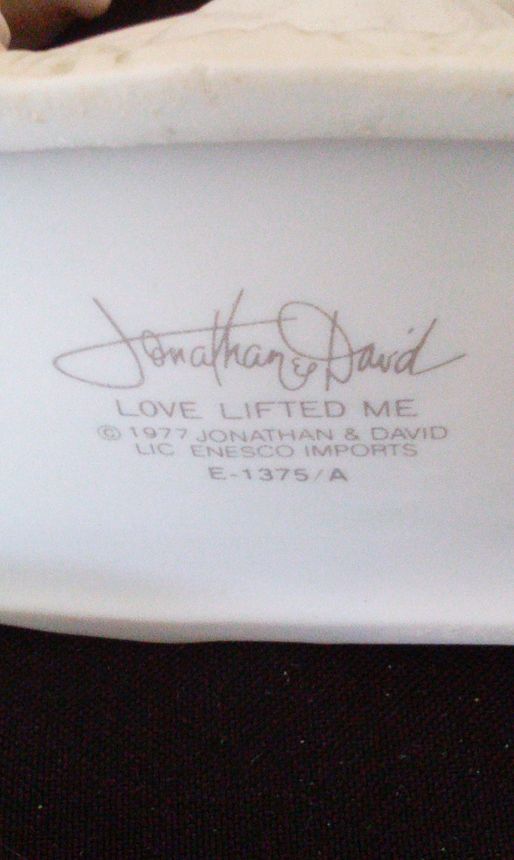 Jonathan & David
LOVE LIFTED ME
© 1977 JONATHAN & DAVID
LIC ENESCO IMPORTS
E-1375/A